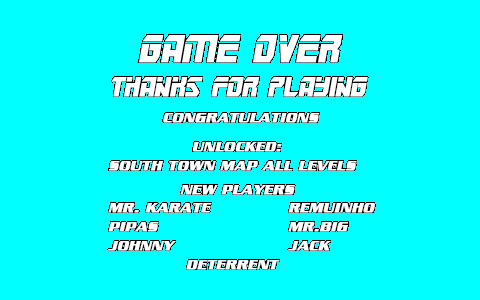 GAME OVER
THANKS FOR PLAYING
CONGRATULATIONS
UNLOCKED:
SOUTH TOWN MAP ALL LEVELS
NEW PLAYERS
MR. KARATE REMUINHO
PIPAS MR.BIG
JOHNNY JACK
DETERRENT